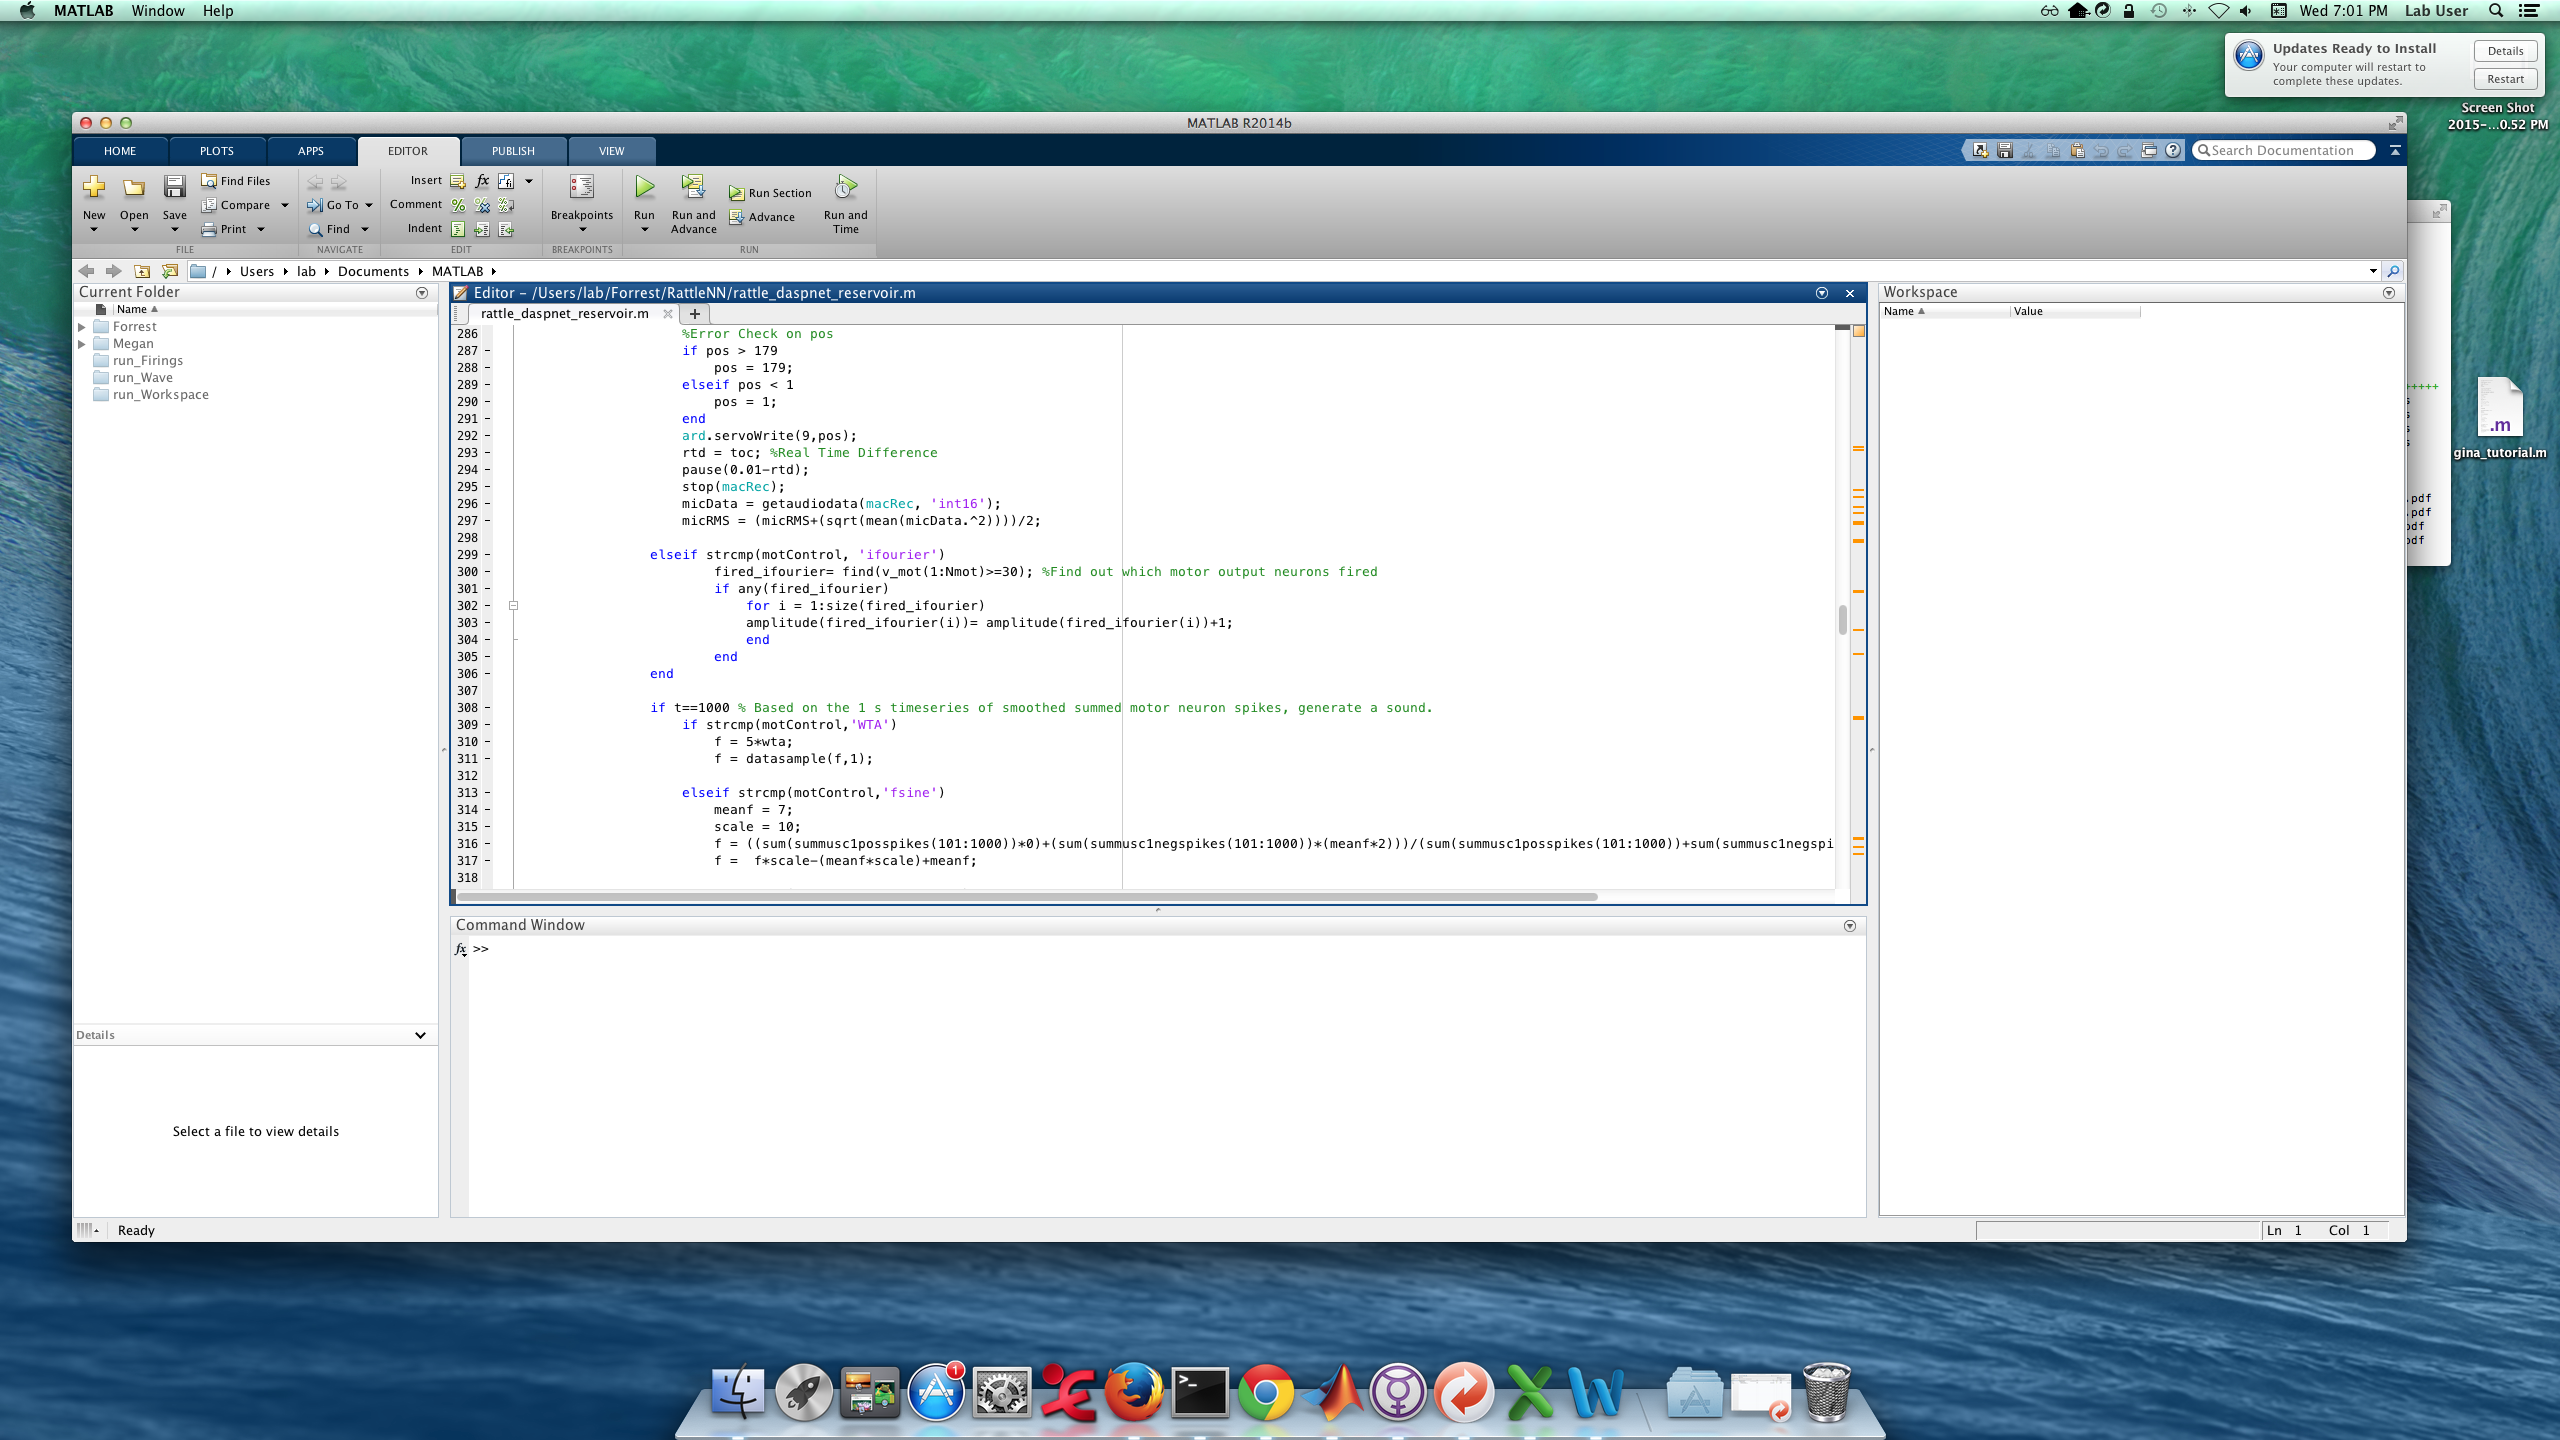 MATLAB Window Help
Wed 7:01 PM Lab User
Updates Ready to Install
Your computer will restart to
complete these updates.
Details
Restart
Screen Shot
2015-...0.52 PM
MATLAB R2014b
HOME PLOTS APPS EDITOR PUBLISH VIEW
Search Documentation
New
Open
Save
Find Files
Compare
Print
FILE
Go To
Find
NAVIGATE
Insert
Comment
Indent
EDIT
Breakpoints
BREAKPOINTS
Run
Run and
Advance
Run Section
Advance
Run and
Time
RUN
/ Users lab Documents MATLAB
Current Folder
Name
Forrest
Megan
run_Firings
run_Wave
run_Workspace
Details
Select a file to view details
Editor - /Users/lab/Forrest/RattleNN/rattle_daspnet_reservoir.m
rattle_daspnet_reservoir.m
286 %Error Check on pos
287 - if pos > 179
288 - pos = 179;
289 - elseif pos < 1
290 - pos = 1;
291 - end
292 - ard.servoWrite(9,pos);
293 - rtd = toc; %Real Time Difference
294 - pause(0.01-rtd);
295 - stop(macRec);
296 - micData = getaudiodata(macRec, 'int16');
297 - micRMS = (micRMS+(sqrt(mean(micData.^2))))/2;
298
299 - elseif strcmp(motControl, 'ifourier')
300 - fired_ifourier= find(v_mot(1:Nmot)>=30); %Find out which motor output neurons fired
301 - if any(fired_ifourier)
302 - for i = 1:size(fired_ifourier)
303 - amplitude(fired_ifourier(i))= amplitude(fired_ifourier(i))+1;
304 - end
305 - end
306 - end
307
308 - if t==1000 % Based on the 1 s timeseries of smoothed summed motor neuron spikes, generate a sound.
309 - if strcmp(motControl,'WTA')
310 - f = 5*wta;
311 - f = datasample(f,1);
312
313 - elseif strcmp(motControl,'fsine')
314 - meanf = 7;
315 - scale = 10;
316 - f = ((sum(summusc1posspikes(101:1000))*0)+(sum(summusc1negspikes(101:1000))*(meanf*2)))/(sum(summusc1posspikes(101:1000))+sum(summusc1negspi
317 - f =  f*scale-(meanf*scale)+meanf;
318
Command Window
fx >>
Workspace
Name Value
+++++
s
s
s
s
.pdf
.pdf
pdf
pdf
.m
gina_tutorial.m
Ready
Ln 1 Col 1
1